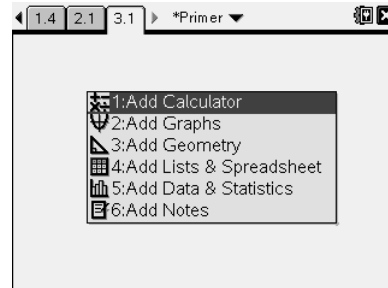 1.4 2.1 3.1 *Primer
1:Add Calculator
2:Add Graphs
3:Add Geometry
4:Add Lists & Spreadsheet
5:Add Data & Statistics
6:Add Notes